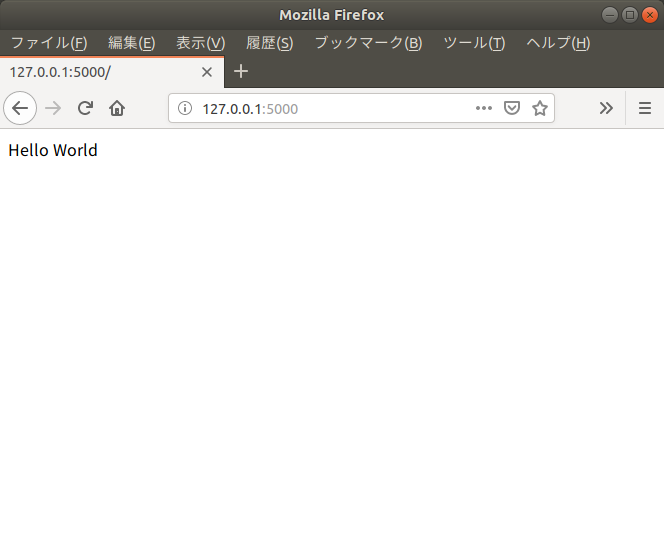 Mozilla Firefox
ファイル(F) 編集(E) 表示(V) 履歴(S) ブックマーク(B) ツール(T) ヘルプ(H)
127.0.0.1:5000/
127.0.0.1:5000
Hello World